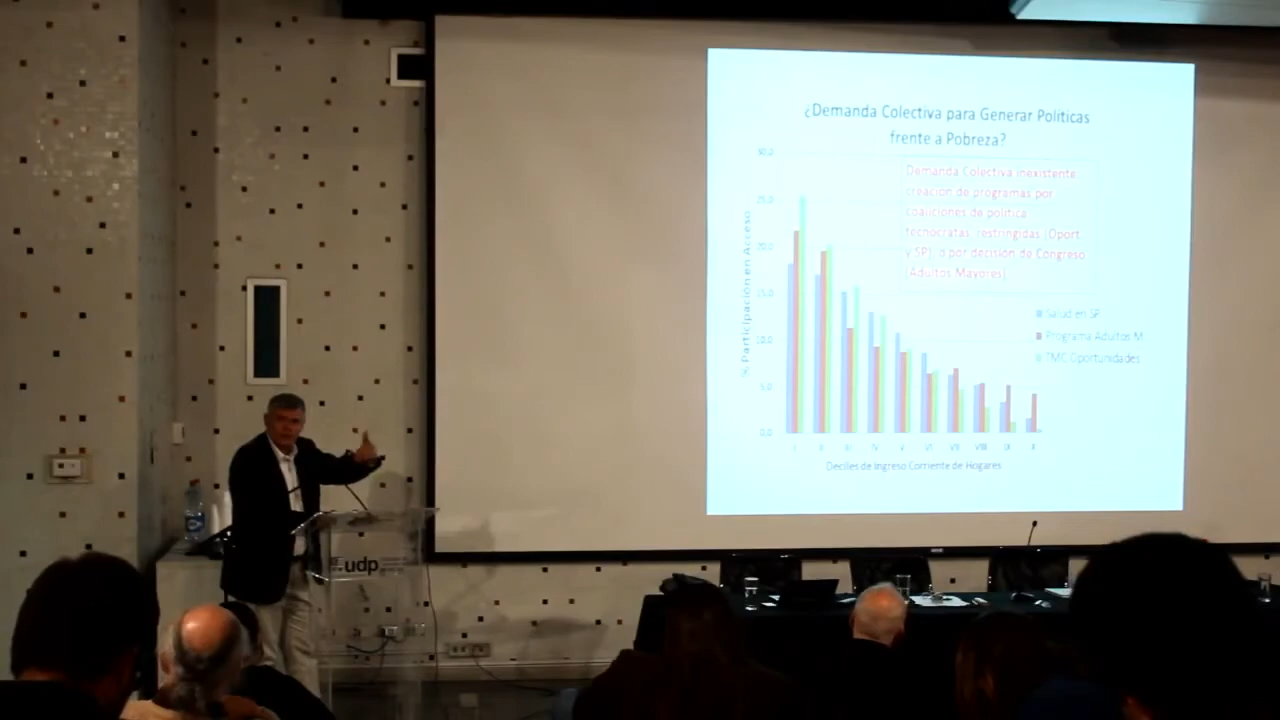 ¿Demanda Colectiva para Generar Políticas
frente a Pobreza?
Demanda Colectiva inexistente
creación de programas por
coaliciones de política
tecnócratas restringidas (Oport
y SP) o por decisión de Congreso
(Adultos Mayores)
% Participación en Acceso
30.0
25.0
20.0
15.0
10.0
5.0
0.0
I II III IV V VI VII VIII IX X
Deciles de Ingreso Corriente de Hogares
Salud en SP
Programa Adultos M
TMC Oportunidades
udp